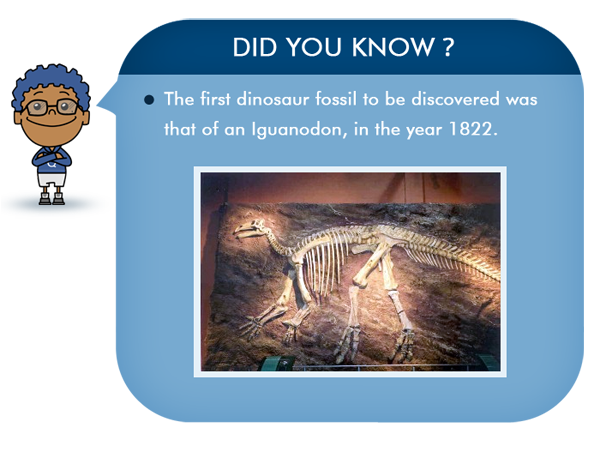 DID YOU KNOW ?
The first dinosaur fossil to be discovered was
that of an Iguanodon, in the year 1822.
Q